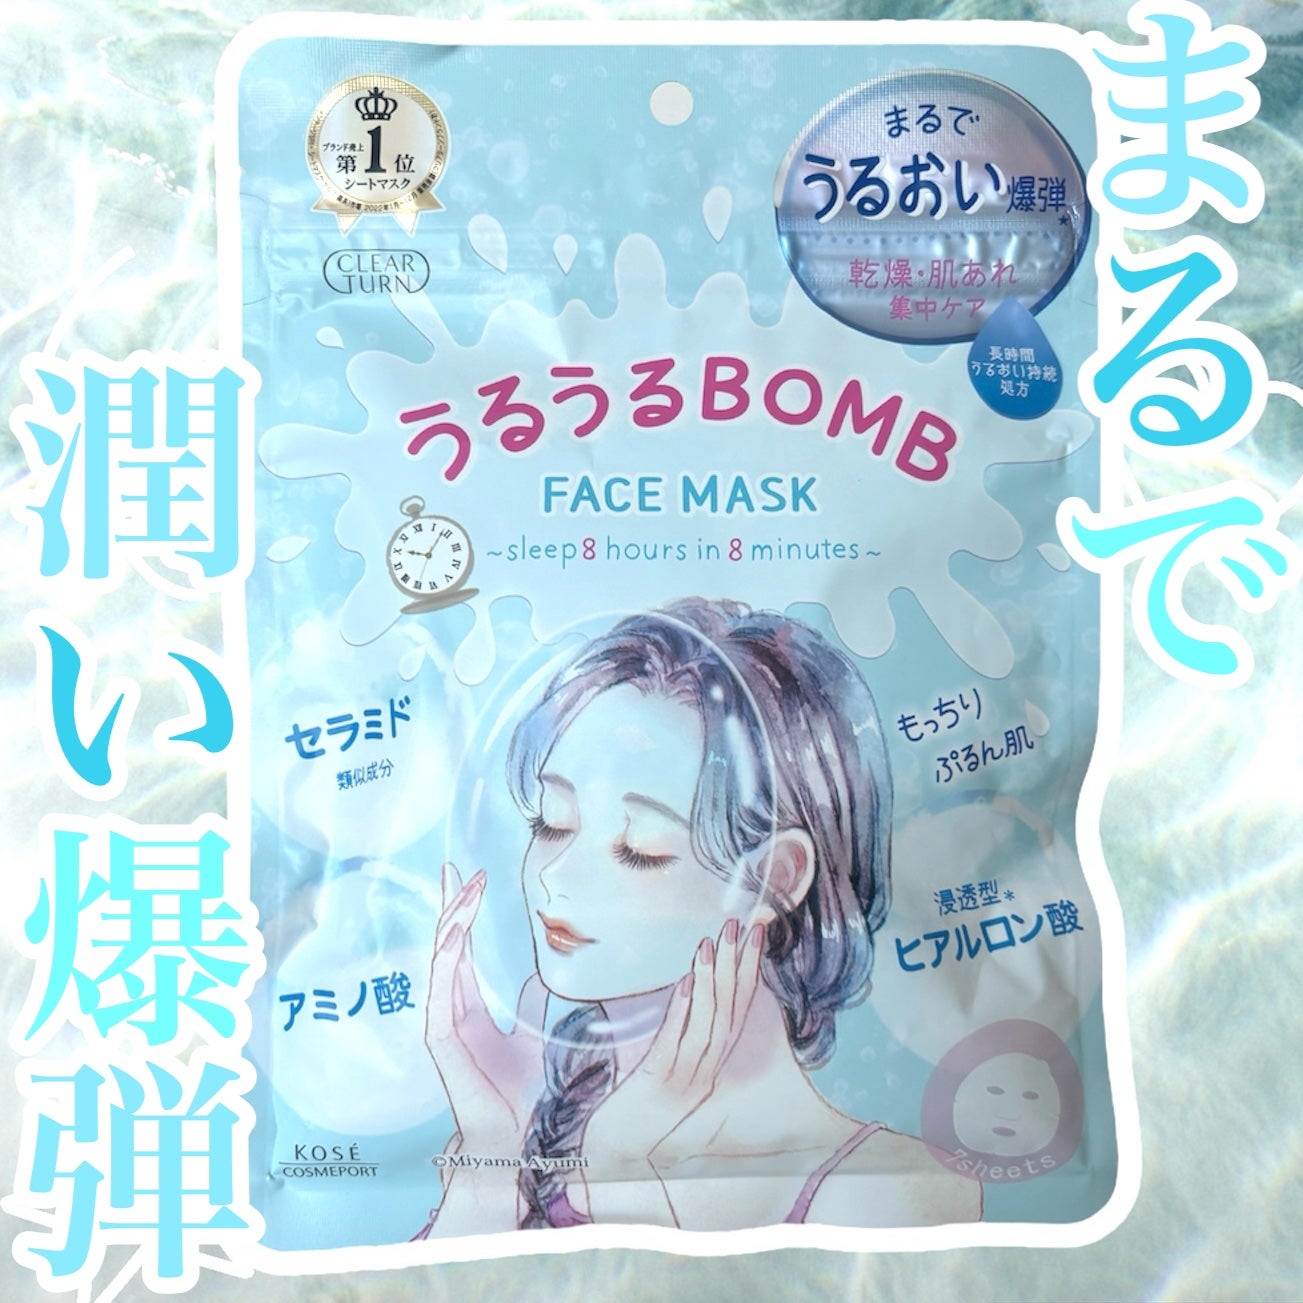 まるで
潤い爆弾
ブランド売上
第1位
シートマスク
CLEAR
TURN
まるで
うるおい爆弾
乾燥・肌あれ
集中ケア
長時間
うるおい持続
処方
うるうるBOMB
FACE MASK
~sleep 8 hours in 8 minutes~
セラミド
類似成分
もっちり
ぷるん肌
アミノ酸
浸透型*
ヒアルロン酸
7sheets
KOSÉ
COSMEPORT
©Miyama Ayumi